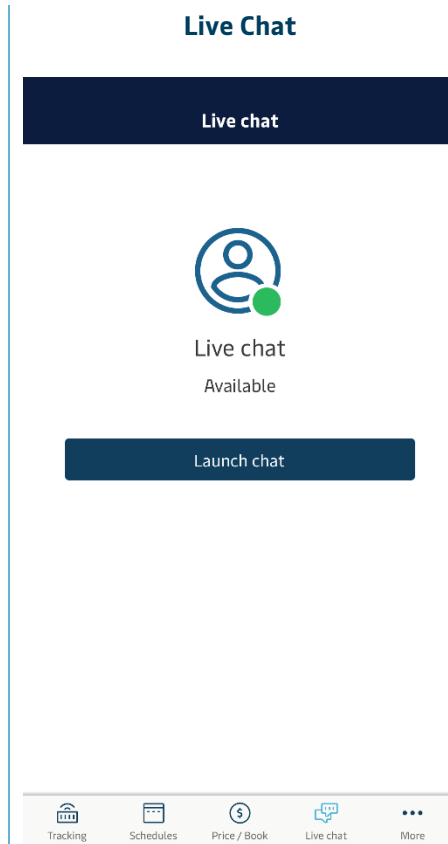 Live Chat
Live chat
Live chat
Available
Launch chat
Tracking Schedules Price / Book Live chat More